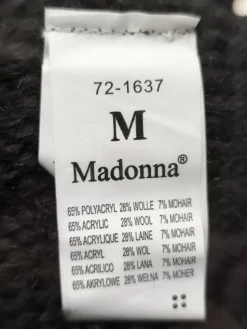 72-1637
M
Madonna®
65% POLYACRYL 28% WOLLE 7% MOHAIR
65% ACRYLIC 28% WOOL 7% MOHAIR
65% ACRYLIQUE 28% LAINE 7% MOHAIR
65% ACRYL 28% WOL 7% MOHAIR
65% ACRILICO 28% LANA 7% MOHAIR
65% AKRYLOWE 28% WELNA 7% MOHER